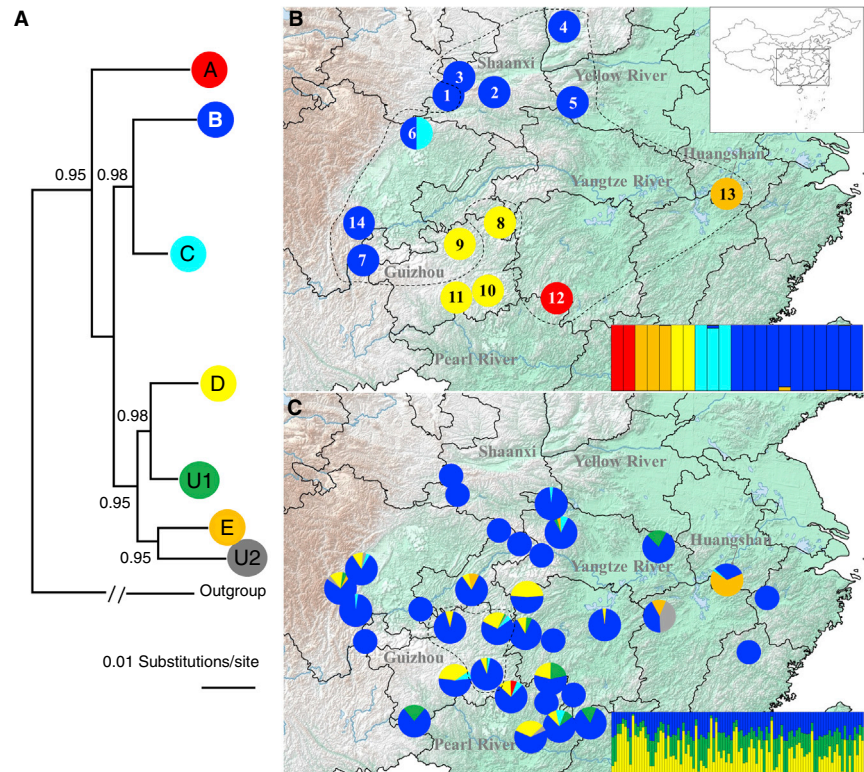 A
A
B
C
D
U1
E
U2
0.95
0.98
0.98
0.95
0.95
Outgroup
0.01 Substitutions/site
B
4
Shaanxi
3
Yellow River
1
2
5
6
Huangshan
Yangtze River
13
14
8
9
7
Guizhou
11
10
12
Pearl River
C
Shaanxi
Yellow River
Huangshan
Yangtze River
Guizhou
Pearl River